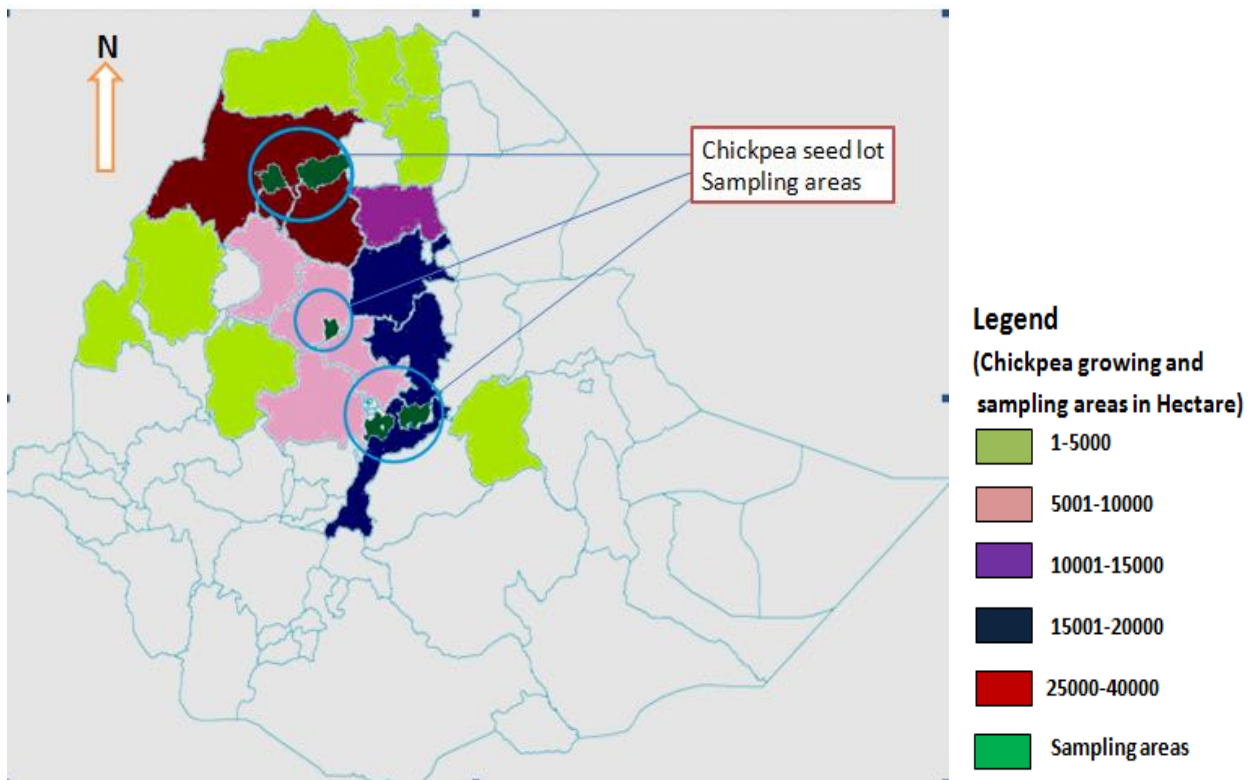 N
Chickpea seed lot
Sampling areas
Legend
(Chickpea growing and
sampling areas in Hectare)
1-5000
5001-10000
10001-15000
15001-20000
25000-40000
Sampling areas